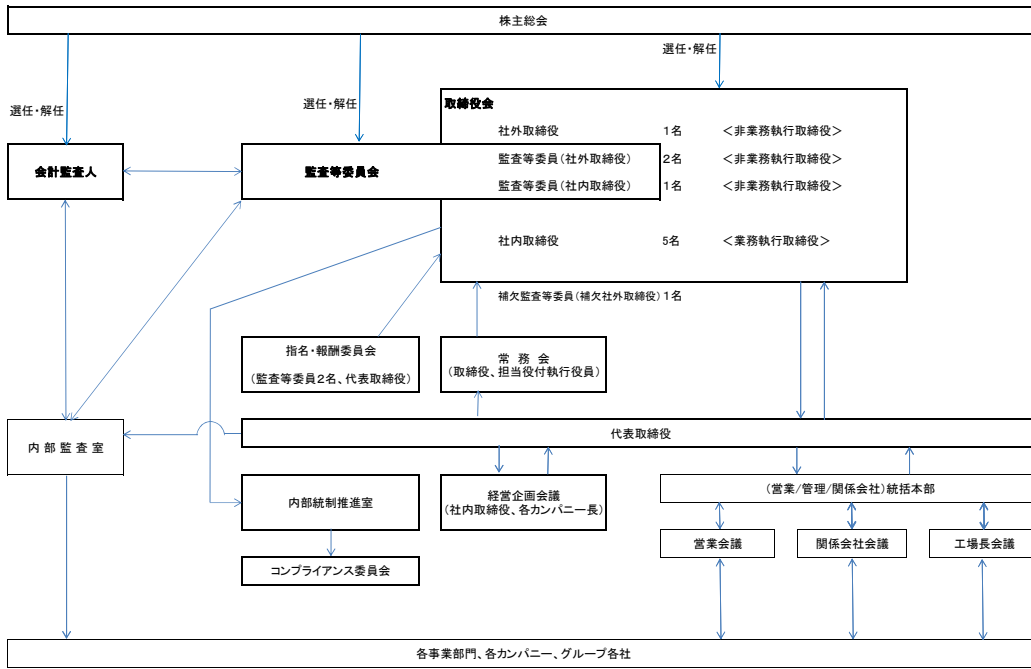 株主総会
選任・解任
選任・解任
選任・解任
取締役会
社外取締役 1名 <非業務執行取締役>
会計監査人
監査等委員会
監査等委員(社外取締役) 2名 <非業務執行取締役>
監査等委員(社内取締役) 1名 <非業務執行取締役>
社内取締役 5名 <業務執行取締役>
補欠監査等委員(補欠社外取締役)1名
指名・報酬委員会
(監査等委員2名、代表取締役)
常 務 会
(取締役、担当役付執行役員)
内 部 監 査 室
代表取締役
内部統制推進室
経営企画会議
(社内取締役、各カンパニー長)
(営業/管理/関係会社)統括本部
営業会議
関係会社会議
工場長会議
コンプライアンス委員会
各事業部門、各カンパニー、グループ各社